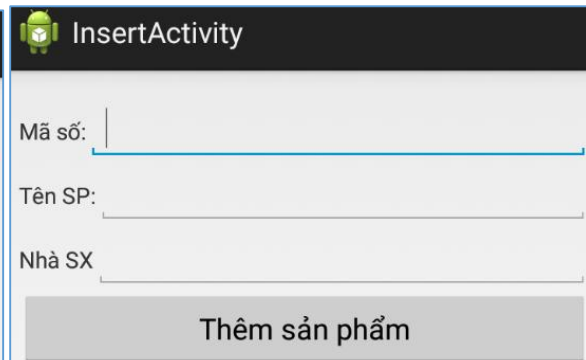 InsertActivity
Mã số:
Tên SP:
Nhà SX
Thêm sản phẩm